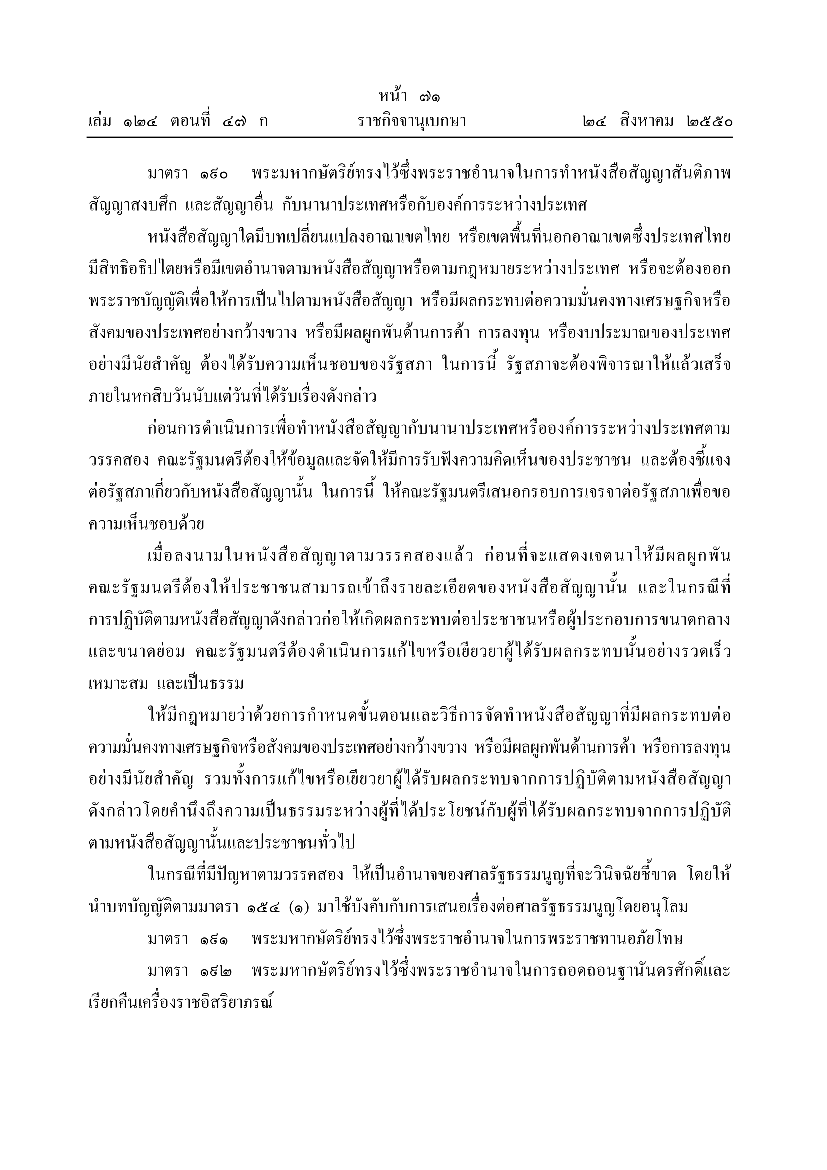 หน้า ๗๑
เล่ม ๑๒๔ ตอนที่ ๔๗ ก ราชกิจจานุเบกษา ๒๔ สิงหาคม ๒๕๕๐
มาตรา ๑๙๐ พระมหากษัตริย์ทรงไว้ซึ่งพระราชอำนาจในการทำหนังสือสัญญาสันติภาพ
สัญญาสงบศึก และสัญญาอื่น กับนานาประเทศหรือกับองค์การระหว่างประเทศ
หนังสือสัญญาใดมีบทเปลี่ยนแปลงอาณาเขตไทย หรือเขตพื้นที่นอกอาณาเขตซึ่งประเทศไทย
มีสิทธิอธิปไตยหรือมีเขตอำนาจตามหนังสือสัญญาหรือตามกฎหมายระหว่างประเทศ หรือจะต้องออก
พระราชบัญญัติเพื่อให้การเป็นไปตามหนังสือสัญญา หรือมีผลกระทบต่อความมั่นคงทางเศรษฐกิจหรือ
สังคมของประเทศอย่างกว้างขวาง หรือมีผลผูกพันด้านการค้า การลงทุน หรืองบประมาณของประเทศ
อย่างมีนัยสำคัญ ต้องได้รับความเห็นชอบของรัฐสภา ในการนี้ รัฐสภาจะต้องพิจารณาให้แล้วเสร็จ
ภายในหกสิบวันนับแต่วันที่ได้รับเรื่องดังกล่าว
ก่อนการดำเนินการเพื่อทำหนังสือสัญญากับนานาประเทศหรือองค์การระหว่างประเทศตาม
วรรคสอง คณะรัฐมนตรีต้องให้ข้อมูลและจัดให้มีการรับฟังความคิดเห็นของประชาชน และต้องชี้แจง
ต่อรัฐสภาเกี่ยวกับหนังสือสัญญานั้น ในการนี้ ให้คณะรัฐมนตรีเสนอกรอบการเจรจาต่อรัฐสภาเพื่อขอ
ความเห็นชอบด้วย
เมื่อลงนามในหนังสือสัญญาตามวรรคสองแล้ว ก่อนที่จะแสดงเจตนาให้มีผลผูกพัน
คณะรัฐมนตรีต้องให้ประชาชนสามารถเข้าถึงรายละเอียดของหนังสือสัญญานั้น และในกรณีที่
การปฏิบัติตามหนังสือสัญญาดังกล่าวก่อให้เกิดผลกระทบต่อประชาชนหรือผู้ประกอบการขนาดกลาง
และขนาดย่อม คณะรัฐมนตรีต้องดำเนินการแก้ไขหรือเยียวยาผู้ได้รับผลกระทบนั้นอย่างรวดเร็ว
เหมาะสม และเป็นธรรม
ให้มีกฎหมายว่าด้วยการกำหนดขั้นตอนและวิธีการจัดทำหนังสือสัญญาที่มีผลกระทบต่อ
ความมั่นคงทางเศรษฐกิจหรือสังคมของประเทศอย่างกว้างขวาง หรือมีผลผูกพันด้านการค้า หรือการลงทุน
อย่างมีนัยสำคัญ รวมทั้งการแก้ไขหรือเยียวยาผู้ได้รับผลกระทบจากการปฏิบัติตามหนังสือสัญญา
ดังกล่าวโดยคำนึงถึงความเป็นธรรมระหว่างผู้ที่ได้ประโยชน์กับผู้ที่ได้รับผลกระทบจากการปฏิบัติ
ตามหนังสือสัญญานั้นและประชาชนทั่วไป
ในกรณีที่มีปัญหาตามวรรคสอง ให้เป็นอำนาจของศาลรัฐธรรมนูญที่จะวินิจฉัยชี้ขาด โดยให้
นำบทบัญญัติตามมาตรา ๑๕๔ (๑) มาใช้บังคับกับการเสนอเรื่องต่อศาลรัฐธรรมนูญโดยอนุโลม
มาตรา ๑๙๑ พระมหากษัตริย์ทรงไว้ซึ่งพระราชอำนาจในการพระราชทานอภัยโทษ
มาตรา ๑๙๒ พระมหากษัตริย์ทรงไว้ซึ่งพระราชอำนาจในการถอดถอนฐานันดรศักดิ์และ
เรียกคืนเครื่องราชอิสริยาภรณ์